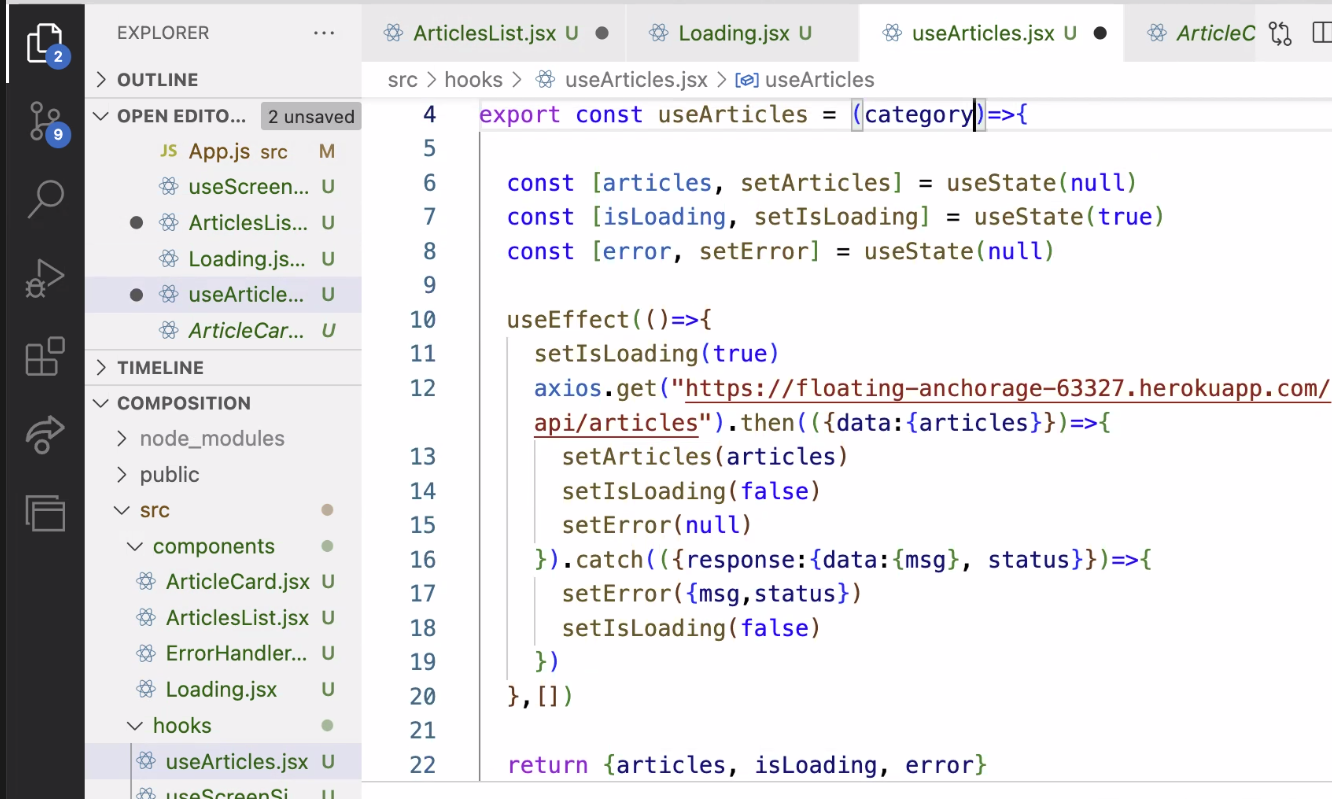 EXPLORER
OUTLINE
OPEN EDITO... 2 unsaved
JS App.js src M
useScreen... U
ArticlesLis... U
Loading.js... U
useArticle... U
ArticleCar... U
TIMELINE
COMPOSITION
node_modules
public
src
components
ArticleCard.jsx U
ArticlesList.jsx U
ErrorHandler... U
Loading.jsx U
hooks
useArticles.jsx U
useScreenSi... U
2
9
ArticlesList.jsx U
Loading.jsx U
useArticles.jsx U
ArticleC
src > hooks > useArticles.jsx > useArticles
4 export const useArticles = (category)=>{
5
6 const [articles, setArticles] = useState(null)
7 const [isLoading, setIsLoading] = useState(true)
8 const [error, setError] = useState(null)
9
10 useEffect(()=>{
11 setIsLoading(true)
12 axios.get("https://floating-anchorage-63327.herokuapp.com/
api/articles").then(({data:{articles}})=>{
13 setArticles(articles)
14 setIsLoading(false)
15 setError(null)
16 }).catch(({response:{data:{msg}, status}})=>{
17 setError({msg,status})
18 setIsLoading(false)
19 })
20 },[])
21
22 return {articles, isLoading, error}